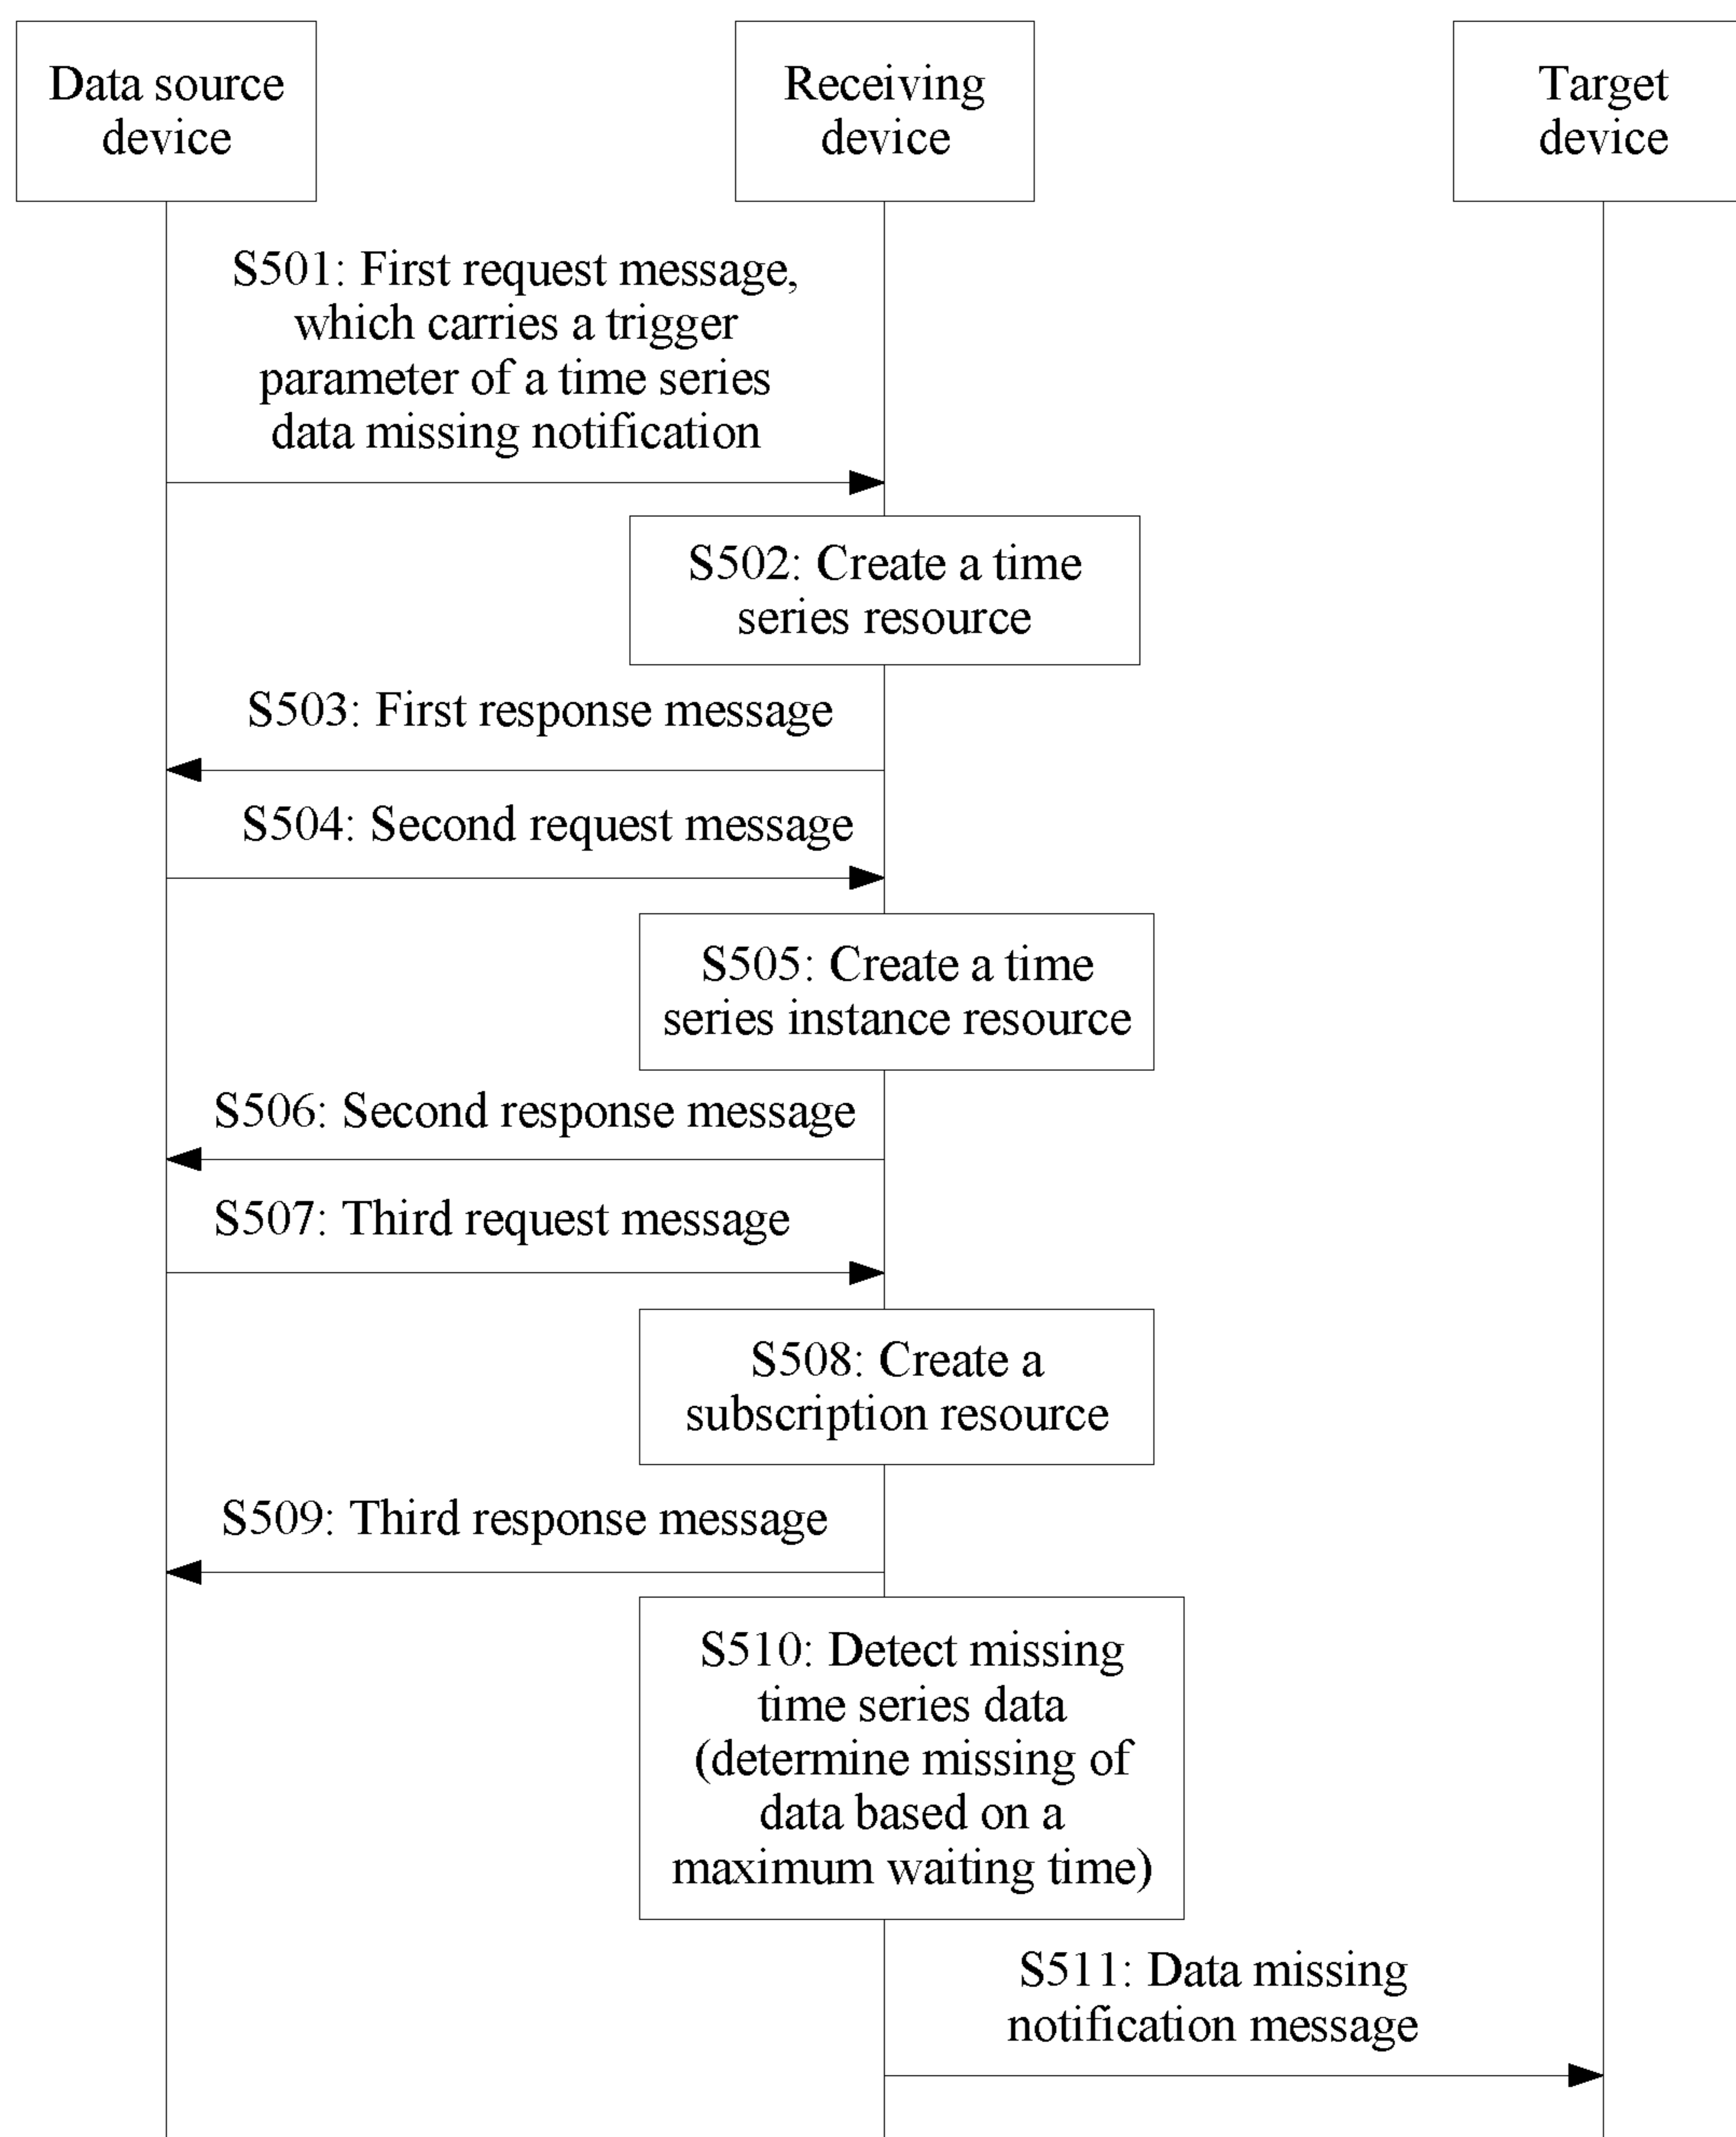 Data source
device
Receiving
device
Target
device
S501: First request message,
which carries a trigger
parameter of a time series
data missing notification
S502: Create a time
series resource
S503: First response message
S504: Second request message
S505: Create a time
series instance resource
S506: Second response message
S507: Third request message
S508: Create a
subscription resource
S509: Third response message
S510: Detect missing
time series data
(determine missing of
data based on a
maximum waiting time)
S511: Data missing
notification message